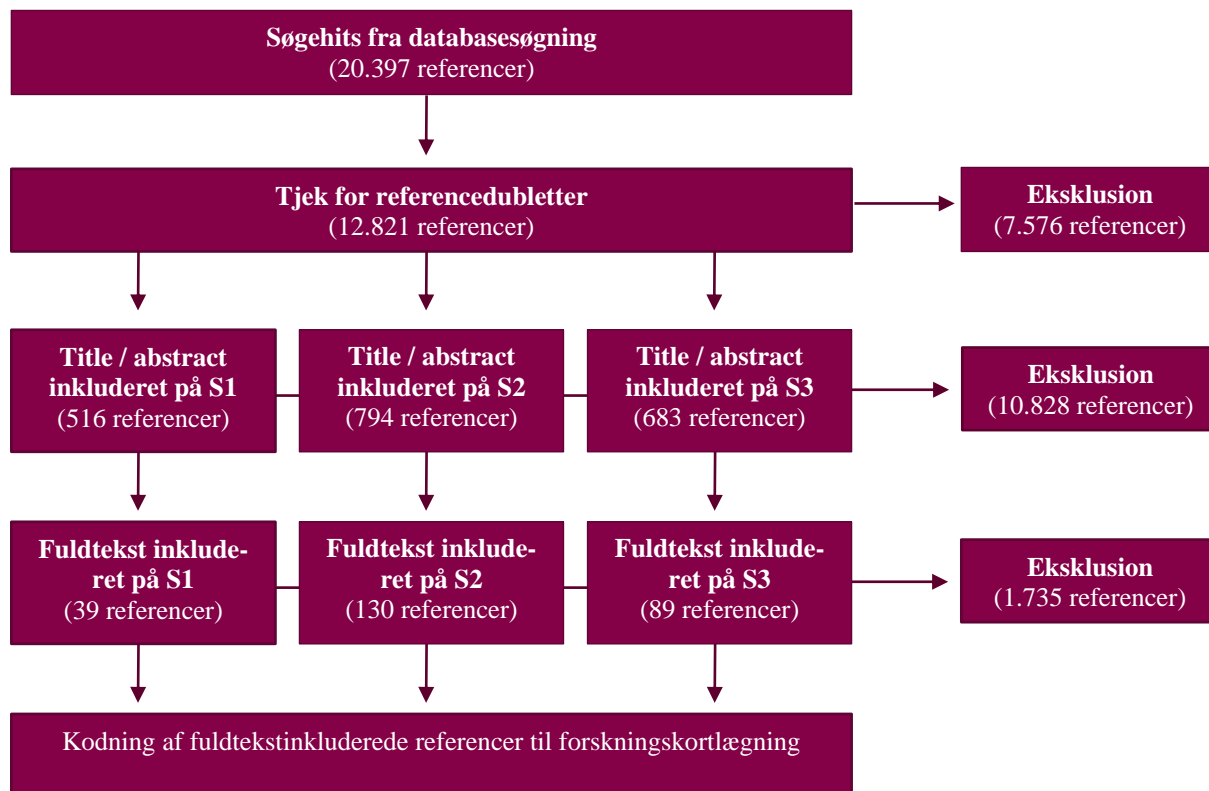 Søgehits fra databasesøgning
(20.397 referencer)
Tjek for referencedubletter
(12.821 referencer)
Eksklusion
(7.576 referencer)
Title / abstract
inkluderet på S1
(516 referencer)
Title / abstract
inkluderet på S2
(794 referencer)
Title / abstract
inkluderet på S3
(683 referencer)
Eksklusion
(10.828 referencer)
Fuldtekst inklude-
ret på S1
(39 referencer)
Fuldtekst inklude-
ret på S2
(130 referencer)
Fuldtekst inklude-
ret på S3
(89 referencer)
Eksklusion
(1.735 referencer)
Kodning af fuldtekstinkluderede referencer til forskningskortlægning